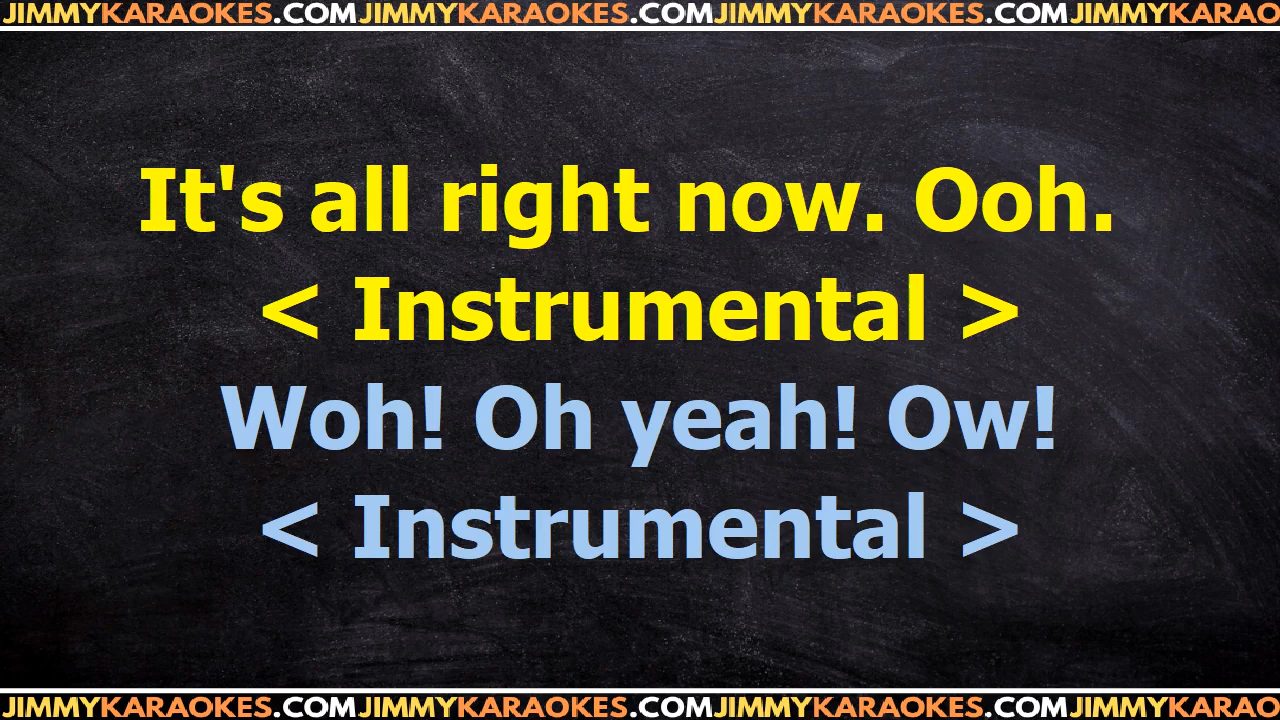 JIMMYKARAOKES.COMJIMMYKARAOKES.COMJIMMYKARAOKES.COMJIMMYKARAO
It's all right now. Ooh.
< Instrumental >
Woh! Oh yeah! Ow!
< Instrumental >
JIMMYKARAOKES.COMJIMMYKARAOKES.COMJIMMYKARAOKES.COMJIMMYKARAO